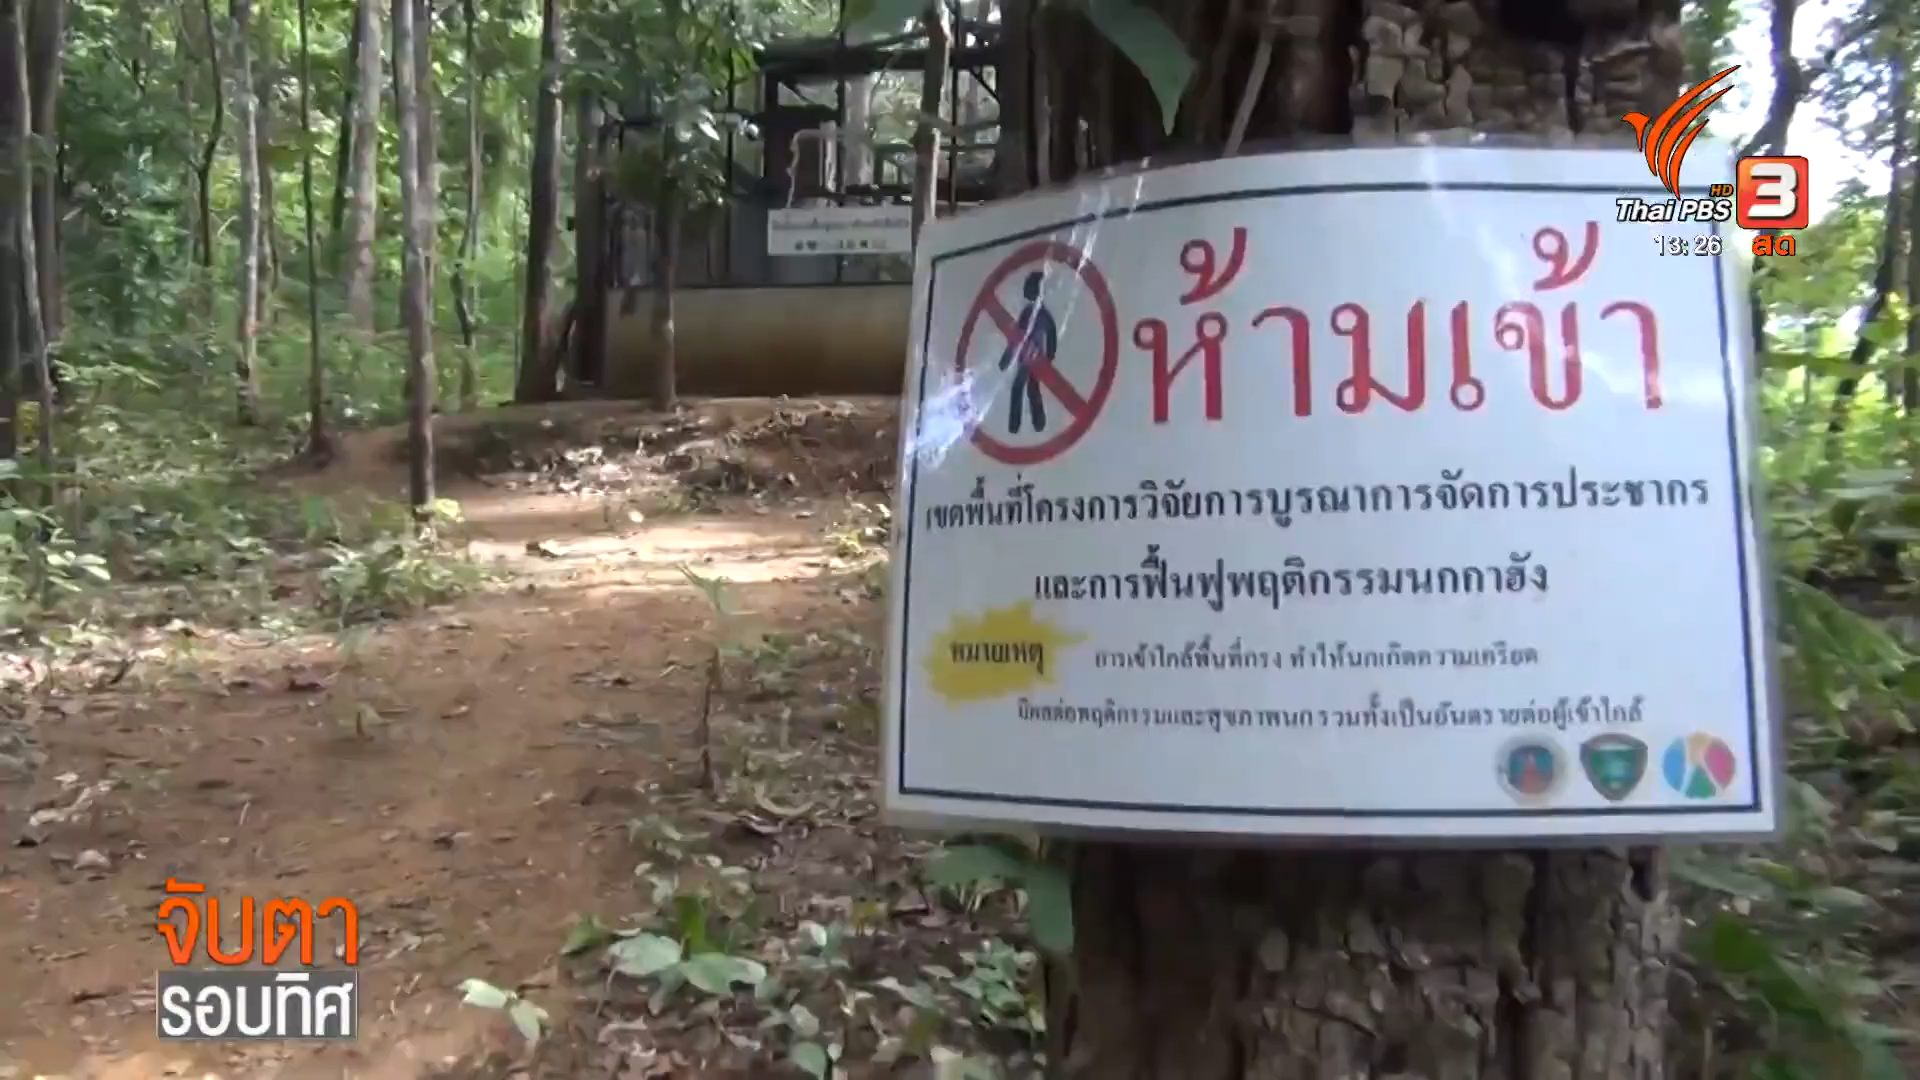 HD
Thai PBS 3
13:26 สด
ห้ามเข้า
เขตพื้นที่โครงการวิจัยการบูรณาการจัดการประชากร
และการฟื้นฟูพฤติกรรมนกกาฮัง
หมายเหตุ การเข้าใกล้พื้นที่กรง ทำให้นกเกิดความเครียด
มีผลต่อพฤติกรรมและสุขภาพนก รวมทั้งเป็นอันตรายต่อผู้เข้าใกล้
จับตา
รอบทิศ